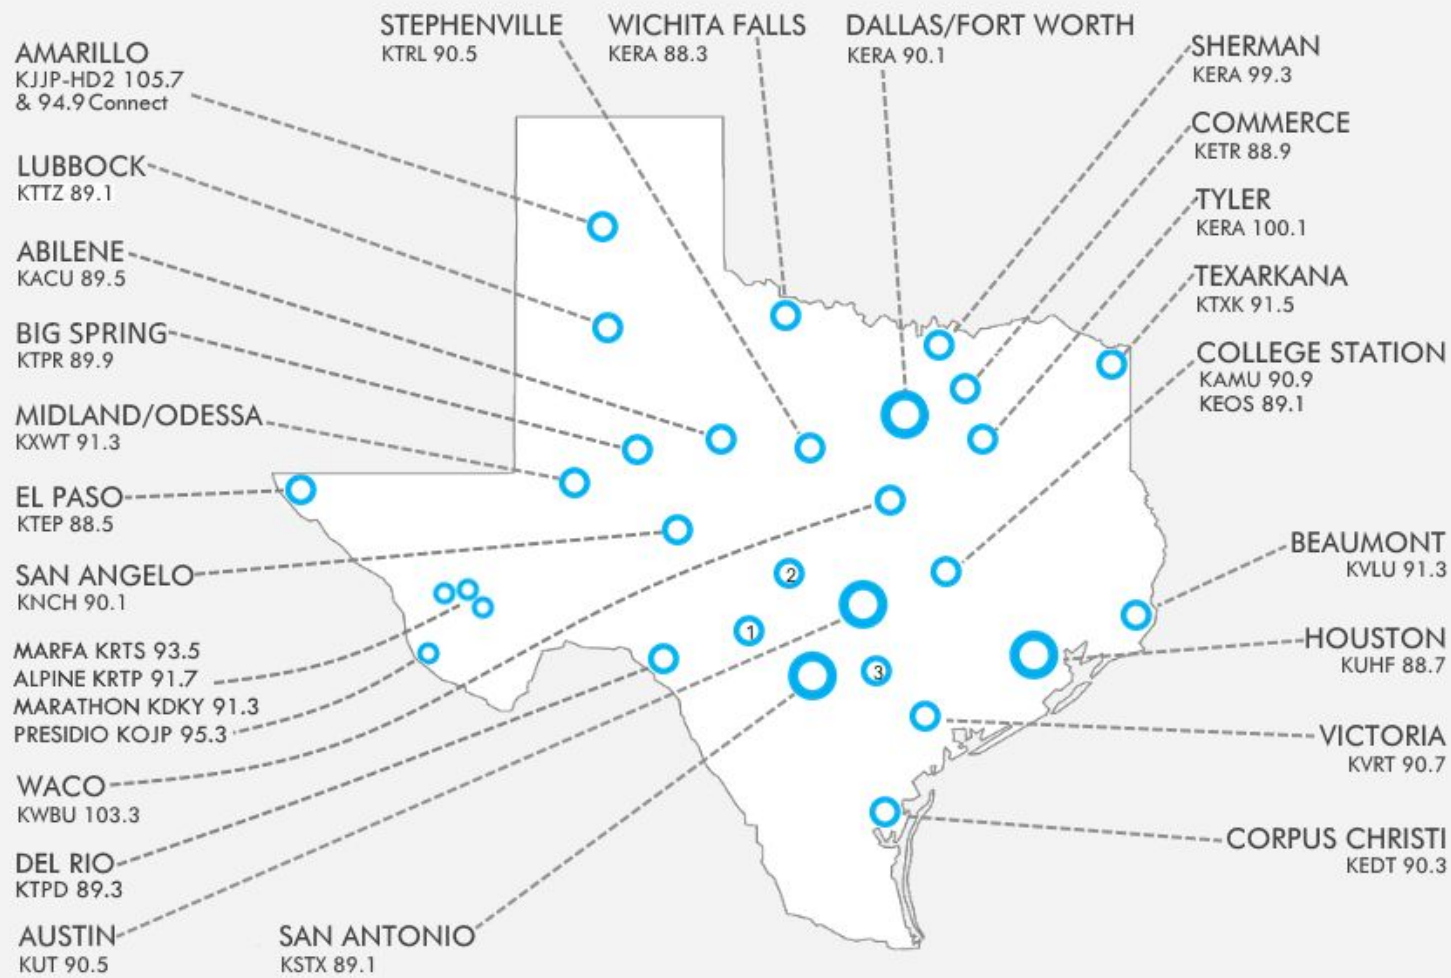 STEPHENVILLE
KTRL 90.5
WICHITA FALLS
KERA 88.3
DALLAS/FORT WORTH
KERA 90.1
AMARILLO
KJJP-HD2 105.7
& 94.9 Connect
LUBBOCK
KTTZ 89.1
ABILENE
KACU 89.5
BIG SPRING
KTPR 89.9
MIDLAND/ODESSA
KXWT 91.3
EL PASO
KTEP 88.5
SAN ANGELO
KNCH 90.1
MARFA KRTS 93.5
ALPINE KRTP 91.7
MARATHON KDKY 91.3
PRESIDIO KOJP 95.3
WACO
KWBU 103.3
DEL RIO
KTPD 89.3
AUSTIN
KUT 90.5
SAN ANTONIO
KSTX 89.1
2
1
3
SHERMAN
KERA 99.3
COMMERCE
KETR 88.9
TYLER
KERA 100.1
TEXARKANA
KTXK 91.5
COLLEGE STATION
KAMU 90.9
KEOS 89.1
BEAUMONT
KVLU 91.3
HOUSTON
KUHF 88.7
VICTORIA
KVRT 90.7
CORPUS CHRISTI
KEDT 90.3